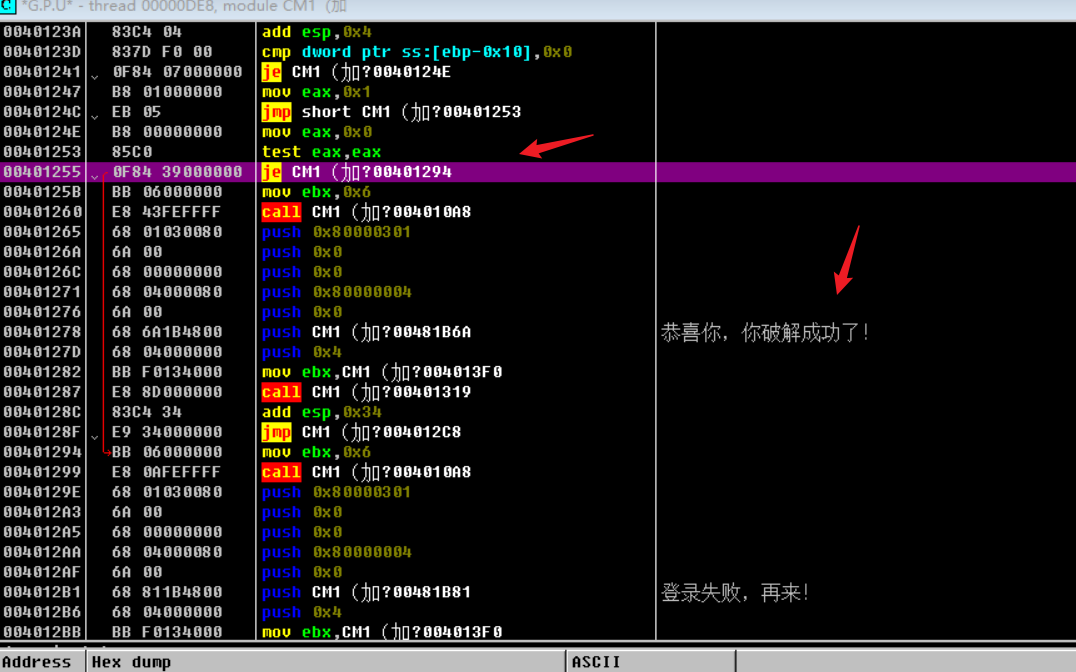 C *G.P.U* - thread 00000DE8, module CM1 (加
0040123A 83C4 04 add esp,0x4
0040123D 837D F0 00 cmp dword ptr ss:[ebp-0x10],0x0
00401241 0F84 07000000 je CM1 (加?0040124E
00401247 B8 01000000 mov eax,0x1
0040124C EB 05 jmp short CM1 (加?00401253
0040124E B8 00000000 mov eax,0x0
00401253 85C0 test eax,eax
00401255 0F84 39000000 je CM1 (加?00401294
0040125B BB 06000000 mov ebx,0x6
00401260 E8 43FEFFFF call CM1 (加?004010A8
00401265 68 01030080 push 0x80000301
0040126A 6A 00 push 0x0
0040126C 68 00000000 push 0x0
00401271 68 04000080 push 0x80000004
00401276 6A 00 push 0x0
00401278 68 6A1B4800 push CM1 (加?00481B6A 恭喜你，你破解成功了!
0040127D 68 04000000 push 0x4
00401282 BB F0134000 mov ebx,CM1 (加?004013F0
00401287 E8 8D000000 call CM1 (加?00401319
0040128C 83C4 34 add esp,0x34
0040128F E9 34000000 jmp CM1 (加?004012C8
00401294 BB 06000000 mov ebx,0x6
00401299 E8 0AFEFFFF call CM1 (加?004010A8
0040129E 68 01030080 push 0x80000301
004012A3 6A 00 push 0x0
004012A5 68 00000000 push 0x0
004012AA 68 04000080 push 0x80000004
004012AF 6A 00 push 0x0
004012B1 68 811B4800 push CM1 (加?00481B81 登录失败，再来!
004012B6 68 04000000 push 0x4
004012BB BB F0134000 mov ebx,CM1 (加?004013F0
Address Hex dump ASCII